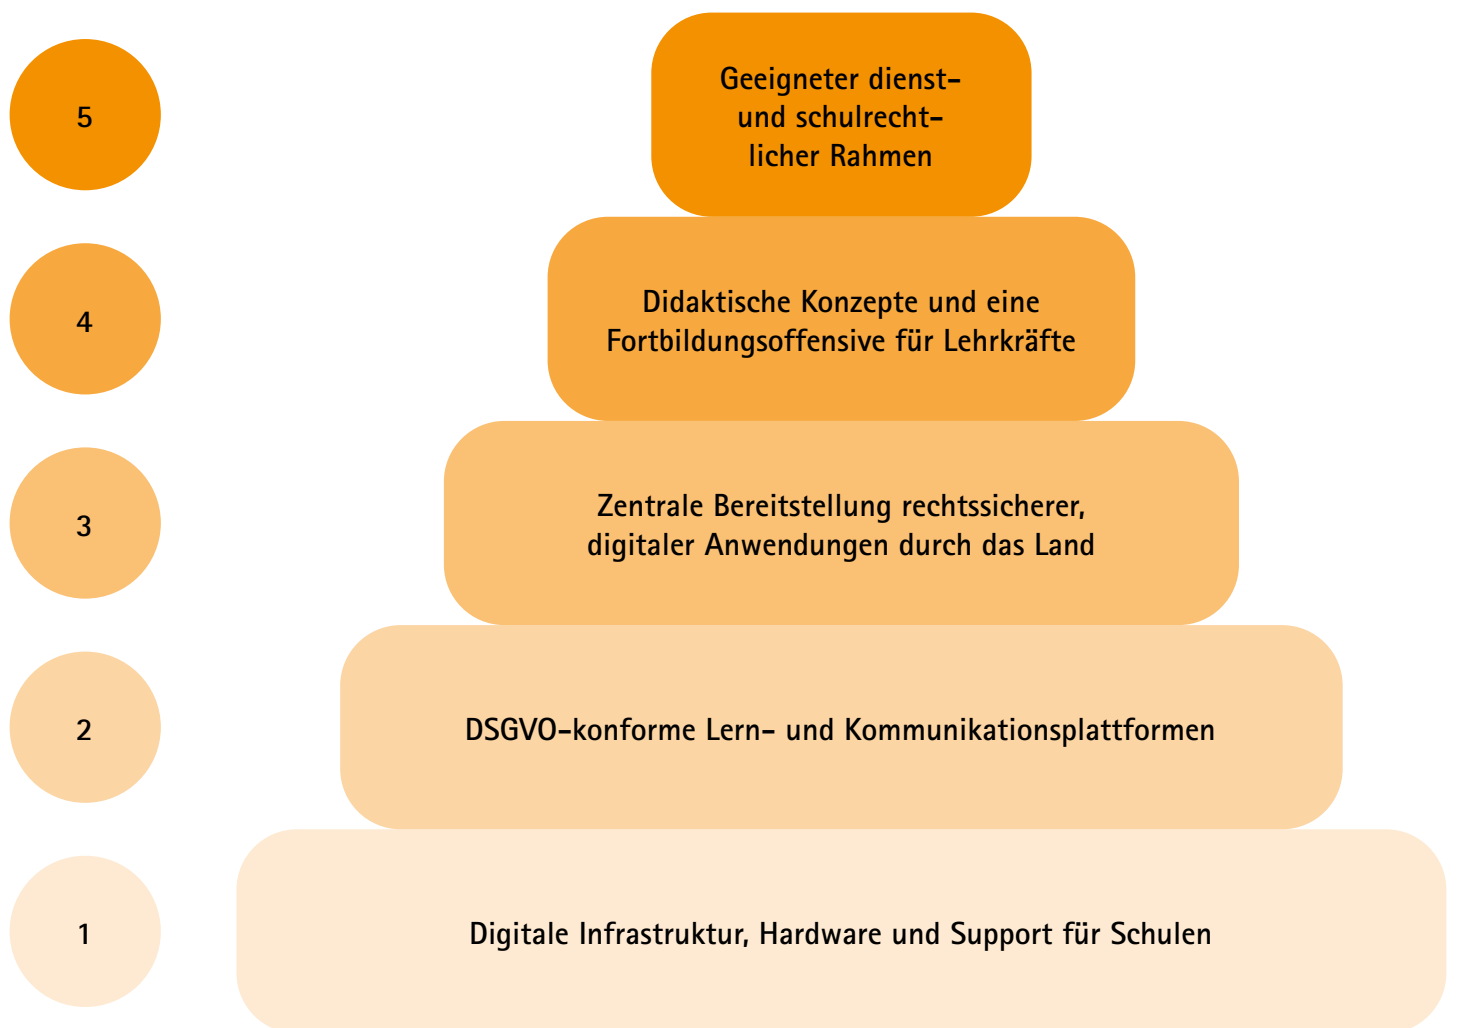 5
Geeigneter dienst-
und schulrecht-
licher Rahmen
4
Didaktische Konzepte und eine
Fortbildungsoffensive für Lehrkräfte
3
Zentrale Bereitstellung rechtssicherer,
digitaler Anwendungen durch das Land
2
DSGVO-konforme Lern- und Kommunikationsplattformen
1
Digitale Infrastruktur, Hardware und Support für Schulen